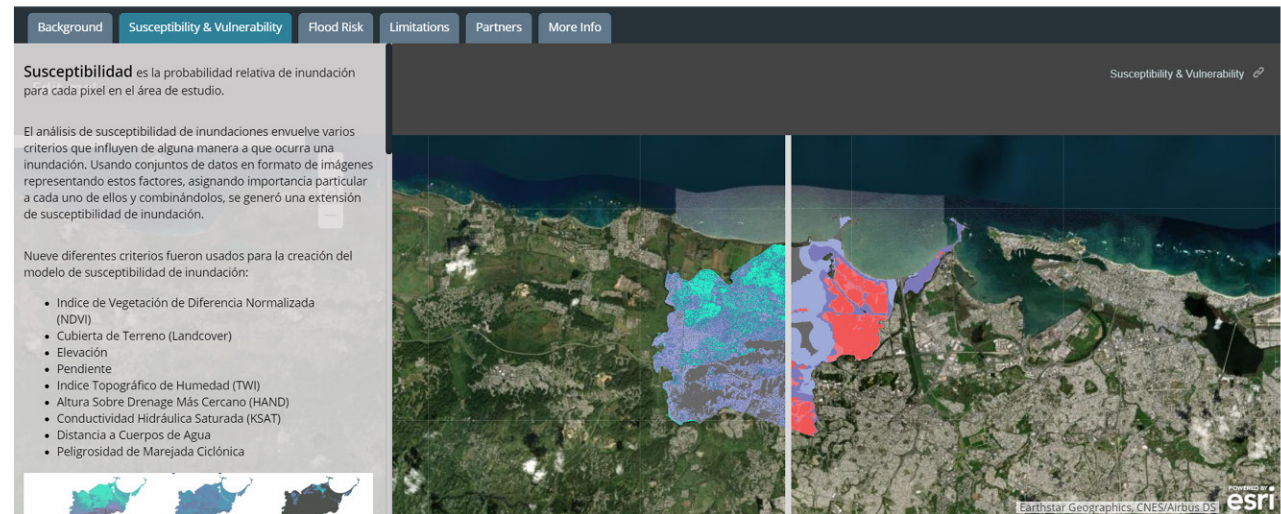 Background Susceptibility & Vulnerability Flood Risk Limitations Partners More Info
Susceptibility & Vulnerability
Susceptibilidad es la probabilidad relativa de inundación
para cada pixel en el área de estudio.
El análisis de susceptibilidad de inundaciones envuelve varios
criterios que influyen de alguna manera a que ocurra una
inundación. Usando conjuntos de datos en formato de imágenes
representando estos factores, asignando importancia particular
a cada uno de ellos y combinándolos, se generó una extensión
de susceptibilidad de inundación.
Nueve diferentes criterios fueron usados para la creación del
modelo de susceptibilidad de inundación:
• Indice de Vegetación de Diferencia Normalizada
(NDVI)
• Cubierta de Terreno (Landcover)
• Elevación
• Pendiente
• Indice Topográfico de Humedad (TWI)
• Altura Sobre Drenage Más Cercano (HAND)
• Conductividad Hidráulica Saturada (KSAT)
• Distancia a Cuerpos de Agua
• Peligrosidad de Marejada Ciclónica
Earthstar Geographics, CNES/Airbus DS
POWERED BY
esri